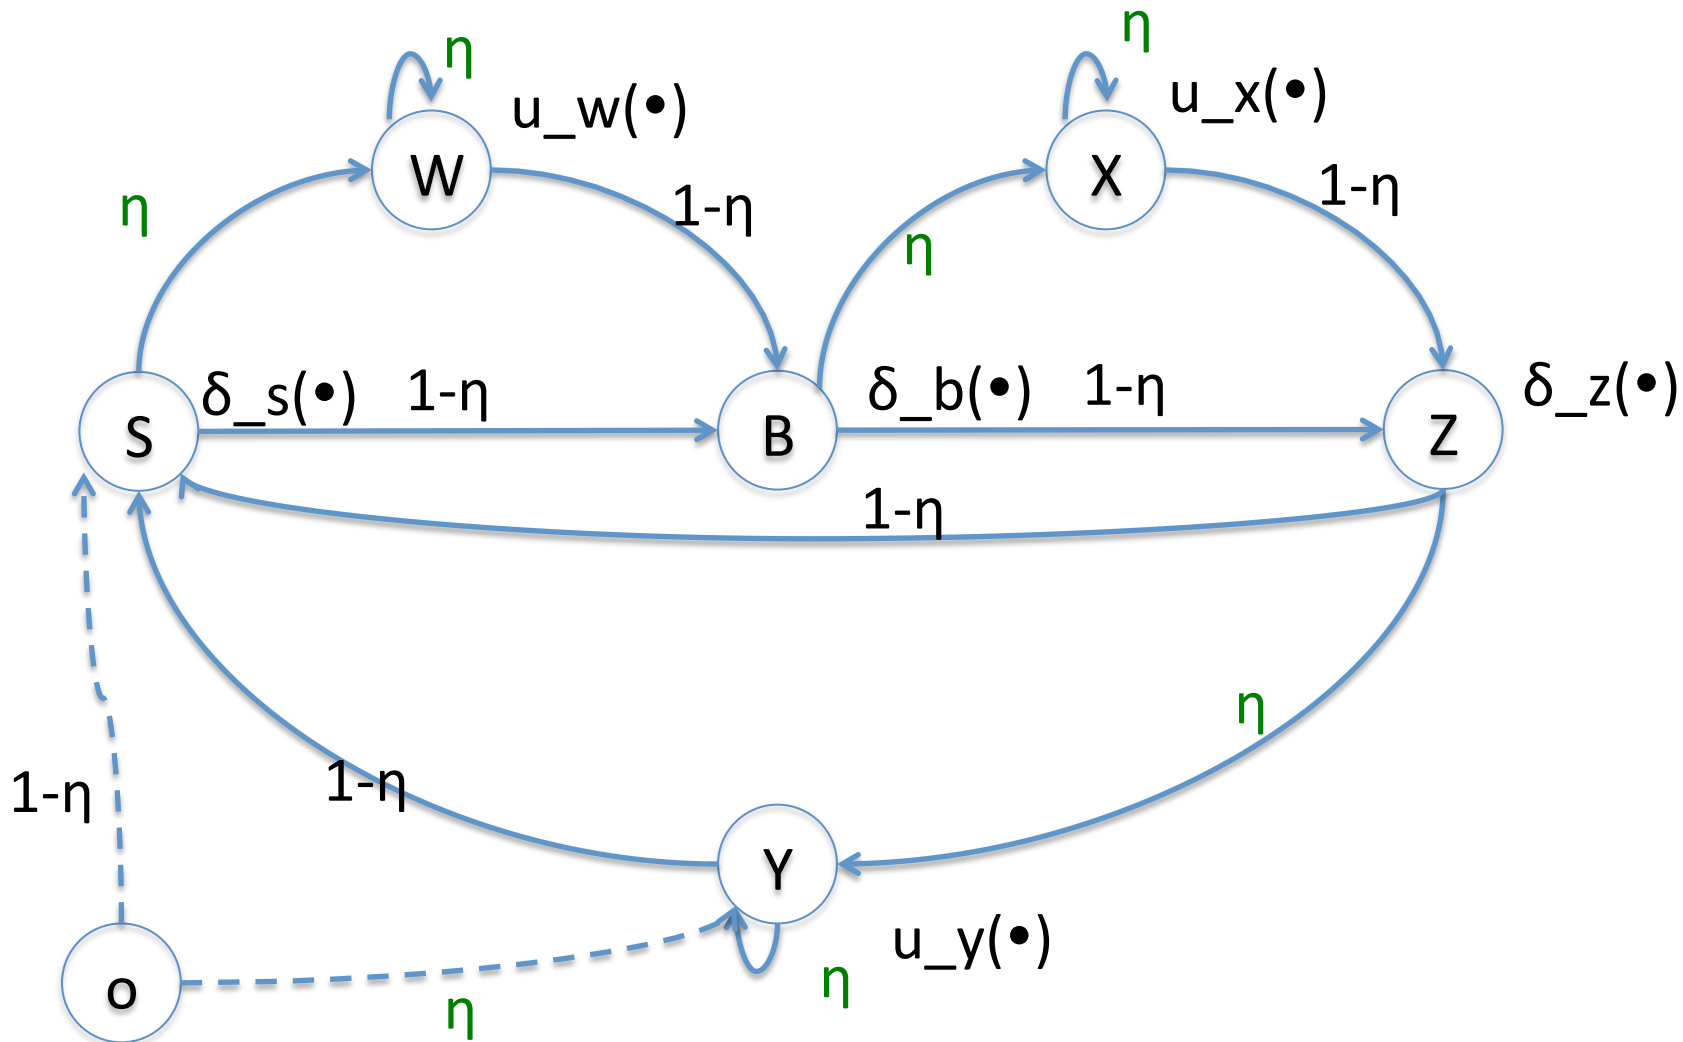 η
η
u_w(•)
u_x(•)
W
X
η
1-η
η
1-η
δ_s(•)
1-η
δ_b(•)
1-η
δ_z(•)
S
B
Z
1-η
η
1-η
1-η
Y
u_y(•)
o
η
η